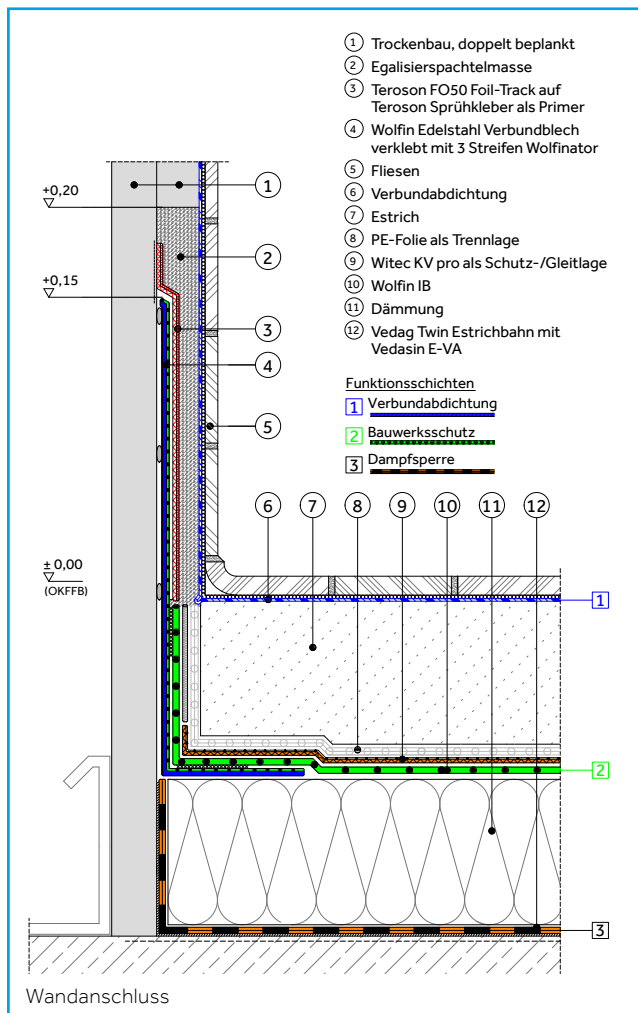 ① Trockenbau, doppelt beplankt
② Egalisierspachtelmasse
③ Teroson FO50 Foil-Track auf
Teroson Sprühkleber als Primer
④ Wolfin Edelstahl Verbundblech
verklebt mit 3 Streifen Wolfinator
⑤ Fliesen
⑥ Verbundabdichtung
⑦ Estrich
⑧ PE-Folie als Trennlage
⑨ Witec KV pro als Schutz-/Gleitlage
⑩ Wolfin IB
⑪ Dämmung
⑫ Vedag Twin Estrichbahn mit
Vedasin E-VA
Funktionsschichten
1 Verbundabdichtung
2 Bauwerksschutz
3 Dampfsperre
1
+0,20
2
+0,15
3
4
5
6 7 8 9 10 11 12
± 0,00
(OKFFB)
1
2
3
Wandanschluss